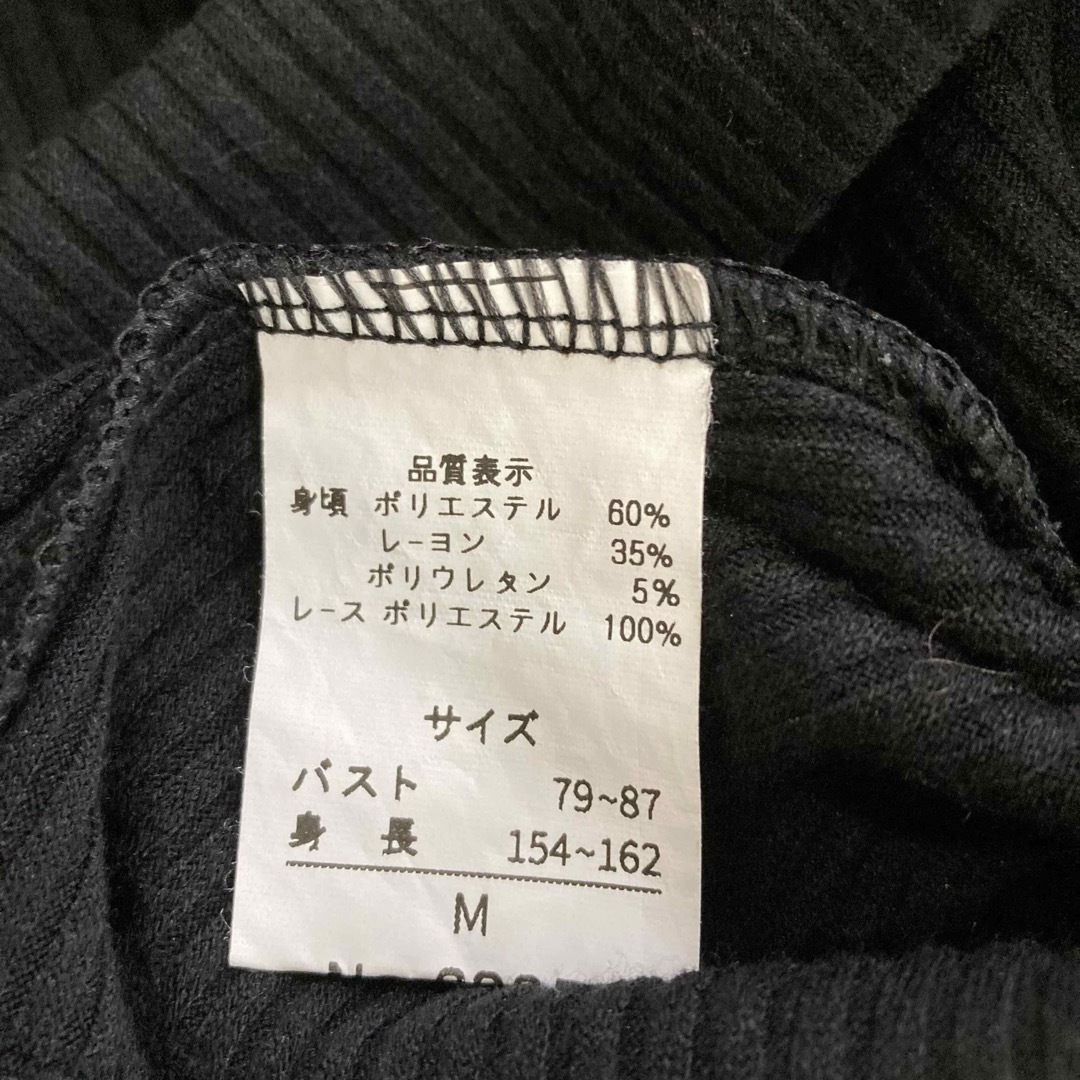 品質表示
身頃 ポリエステル 60%
レーヨン 35%
ポリウレタン 5%
レース ポリエステル 100%
サイズ
バスト 79~87
身 長 154~162
M